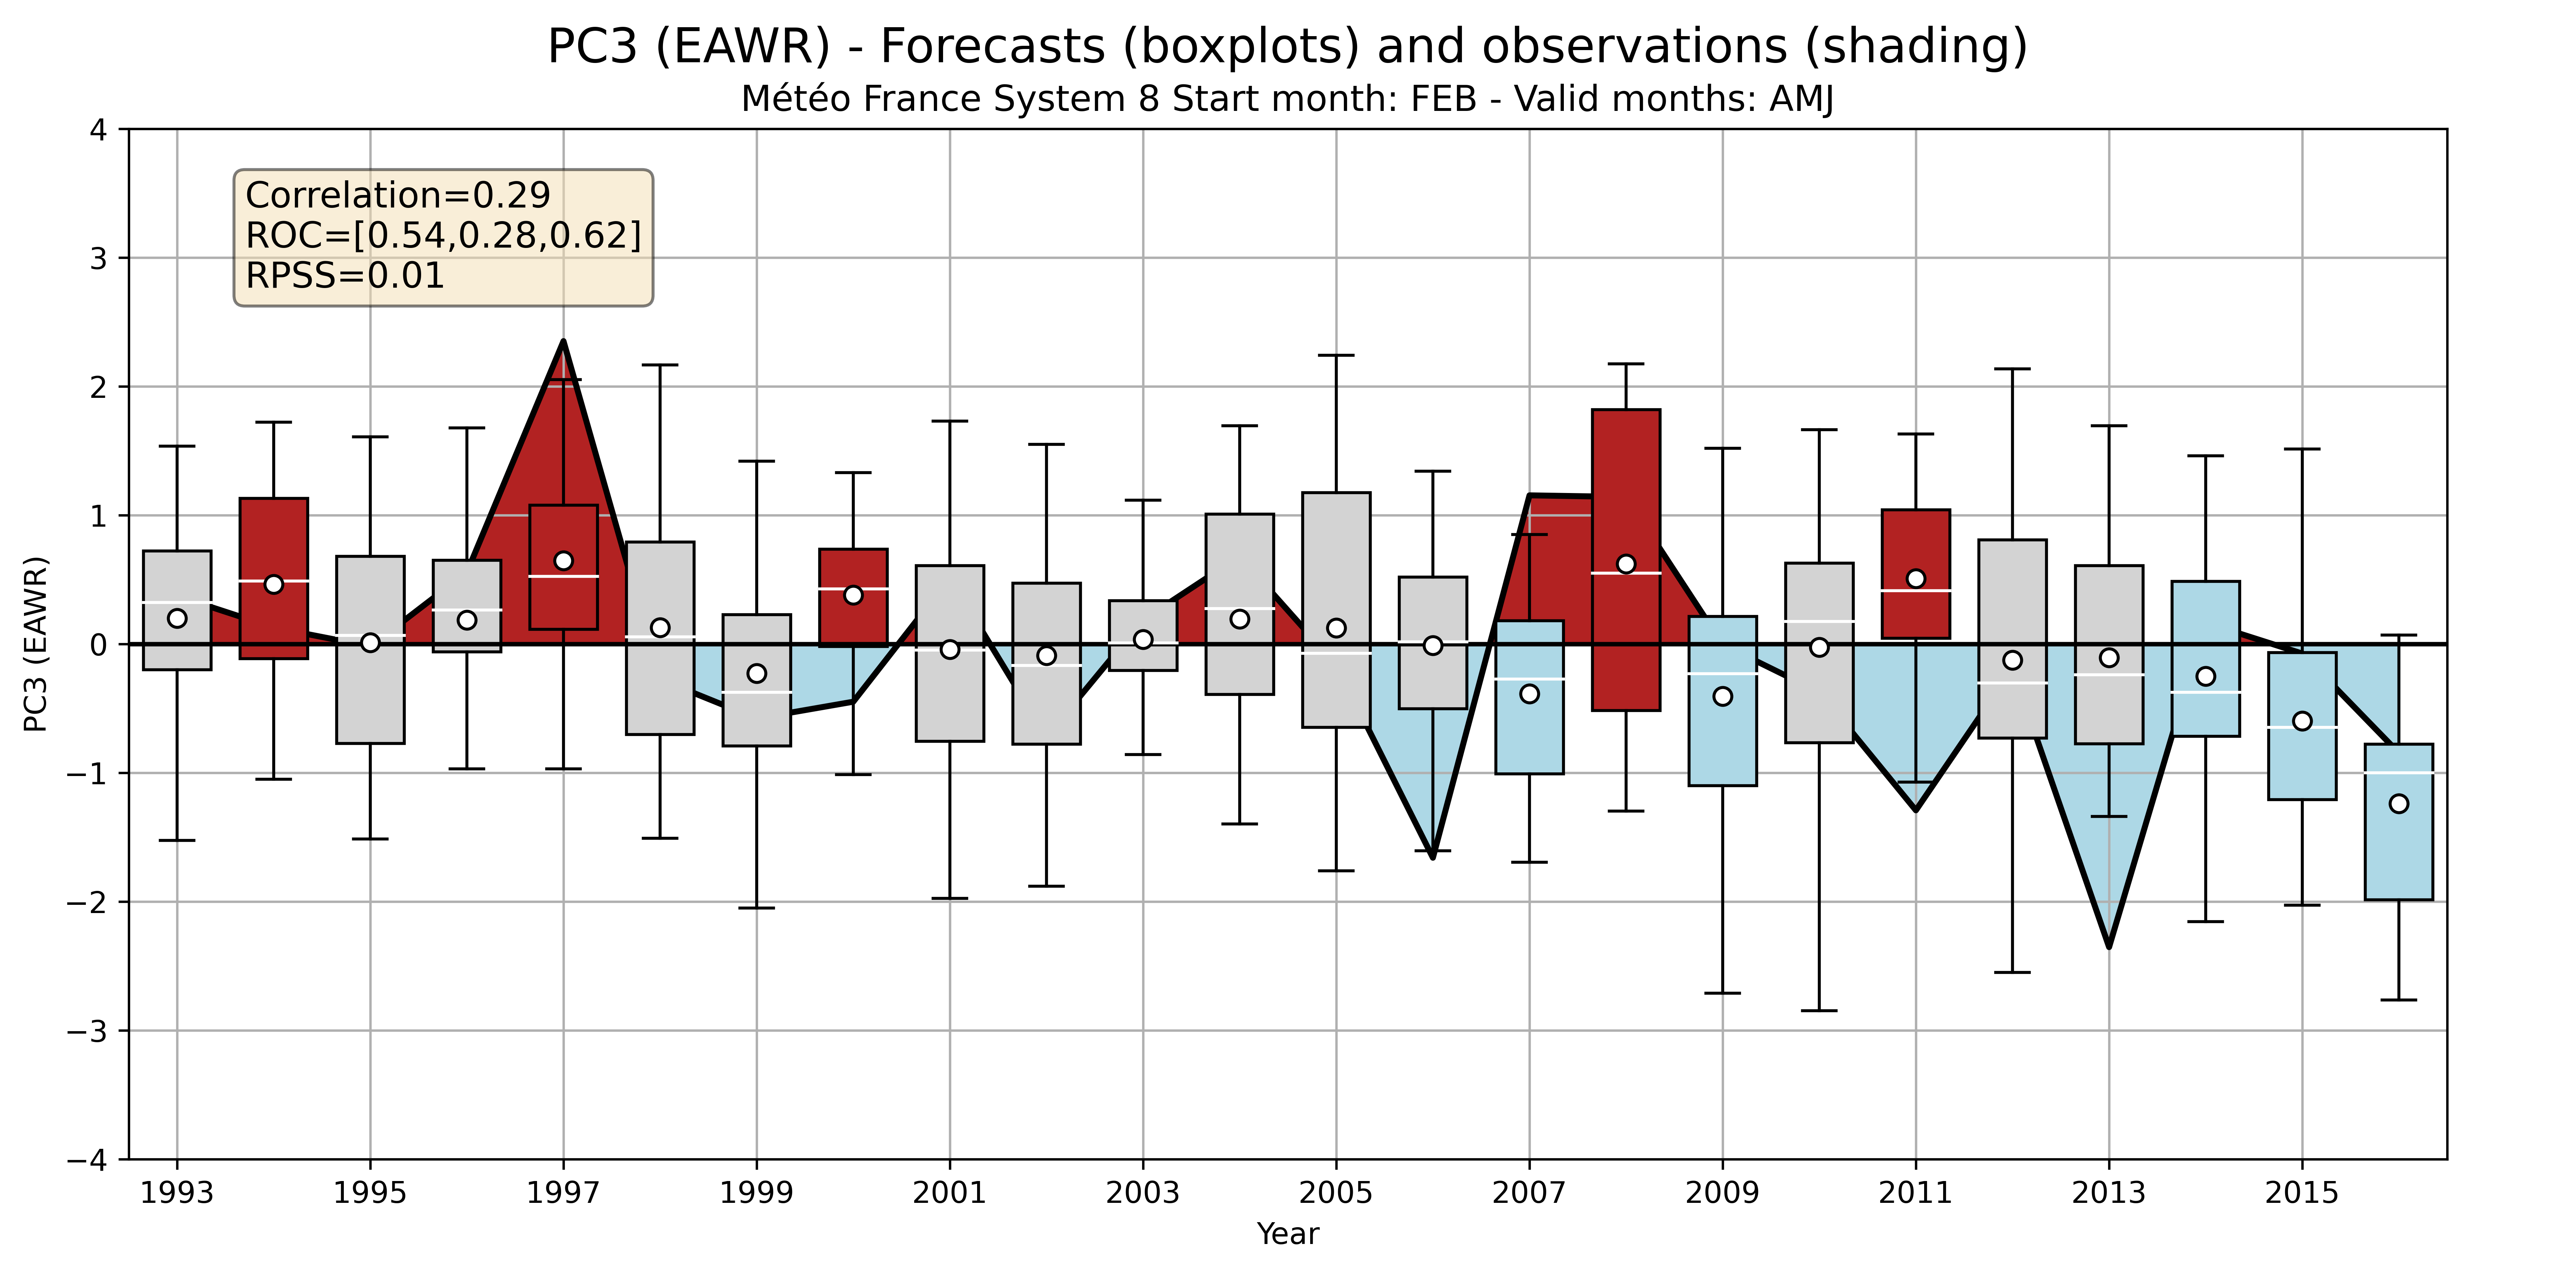 PC3 (EAWR) - Forecasts (boxplots) and observations (shading)
Météo France System 8 Start month: FEB - Valid months: AMJ
4
3
2
1
0
−1
−2
−3
−4
PC3 (EAWR)
Correlation=0.29
ROC=[0.54,0.28,0.62]
RPSS=0.01
1993 1995 1997 1999 2001 2003 2005 2007 2009 2011 2013 2015
Year